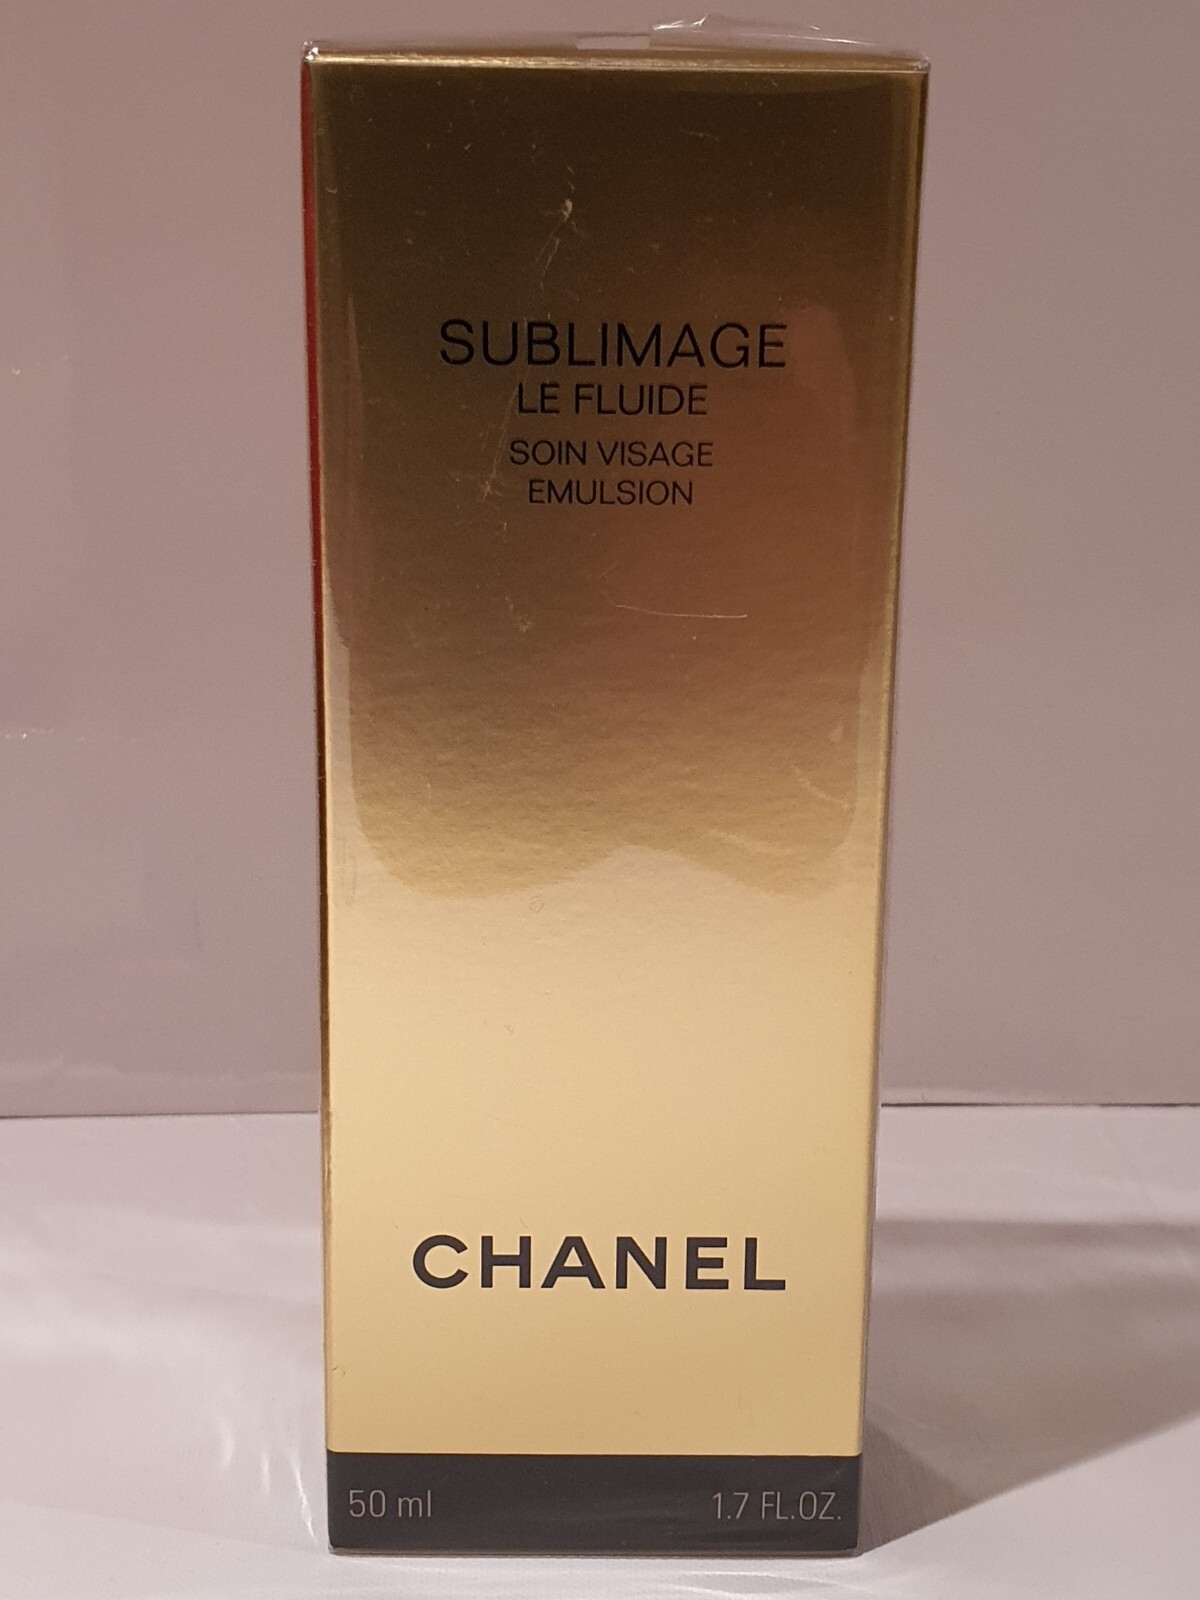 SUBLIMAGE
LE FLUIDE
SOIN VISAGE
EMULSION
CHANEL
50 ml 1.7 FL.OZ.